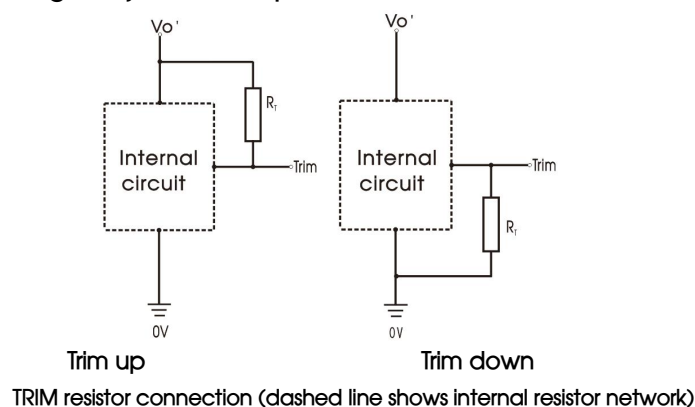 Vo'
Vo'
RT
Internal
circuit
Trim
Internal
circuit
Trim
RT
0V
0V
Trim up
Trim down
TRIM resistor connection (dashed line shows internal resistor network)